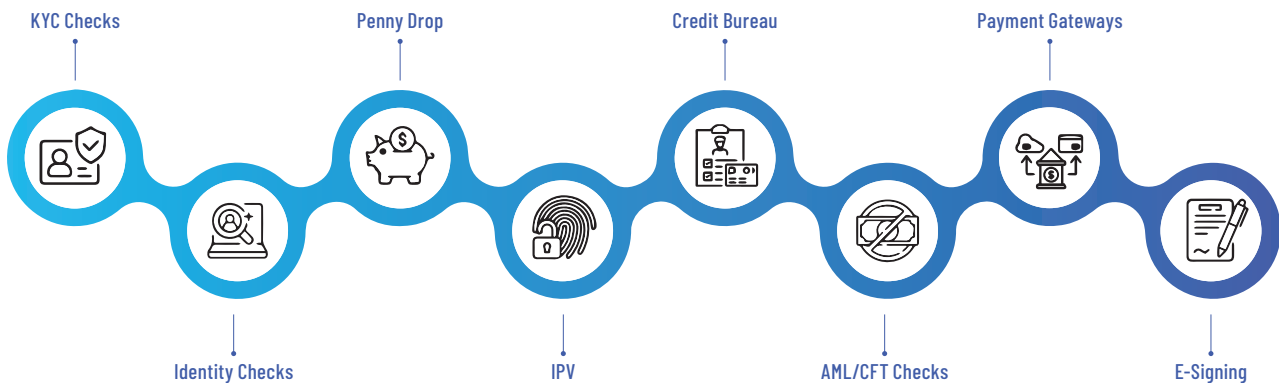 KYC Checks
Penny Drop
Credit Bureau
Payment Gateways
Identity Checks
IPV
AML/CFT Checks
E-Signing